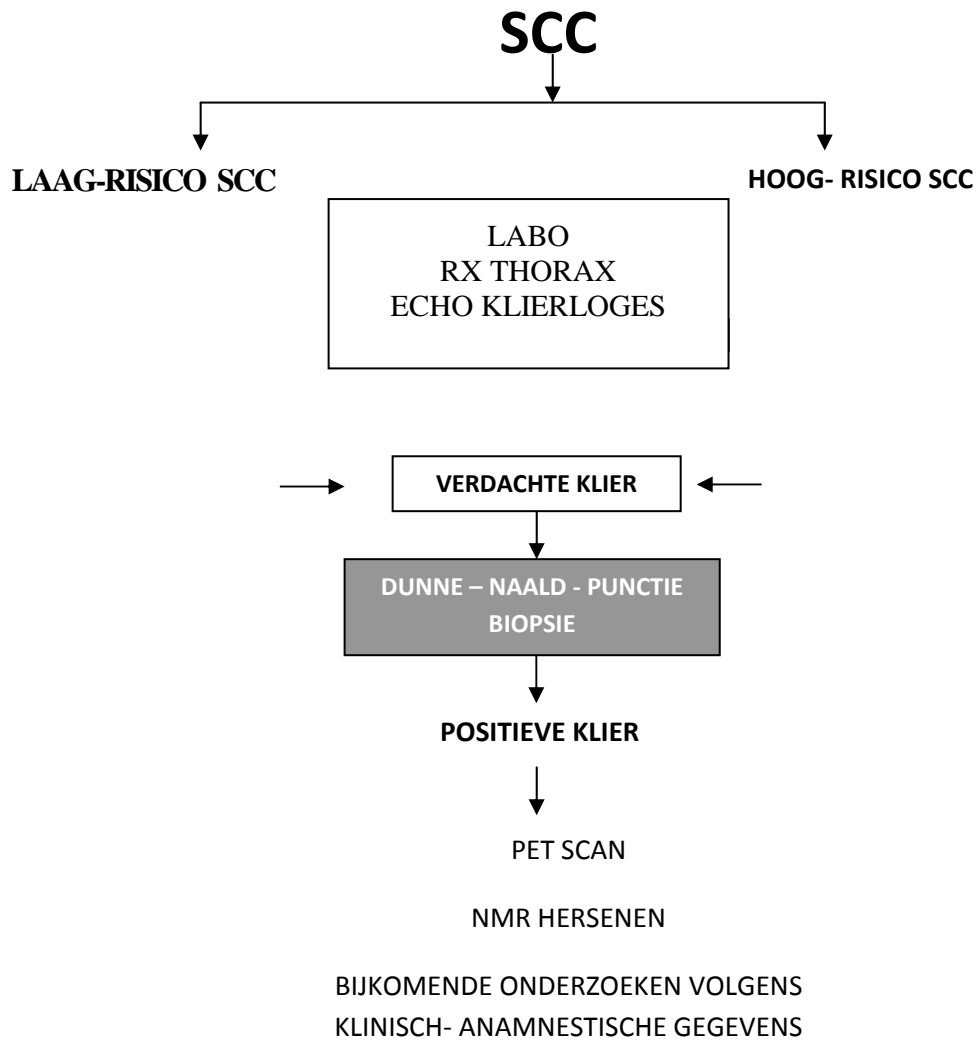 SCC
LAAG-RISICO SCC
HOOG- RISICO SCC
LABO
RX THORAX
ECHO KLIERLOGES
VERDACHTE KLIER
DUNNE – NAALD - PUNCTIE
BIOPSIE
POSITIEVE KLIER
PET SCAN
NMR HERSENEN
BIJKOMENDE ONDERZOEKEN VOLGENS
KLINISCH- ANAMNESTISCHE GEGEVENS